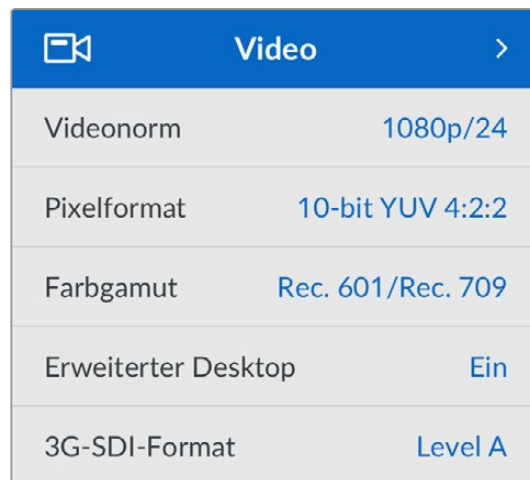 Video
Videonorm 1080p/24
Pixelformat 10-bit YUV 4:2:2
Farbgamut Rec. 601/Rec. 709
Erweiterter Desktop Ein
3G-SDI-Format Level A